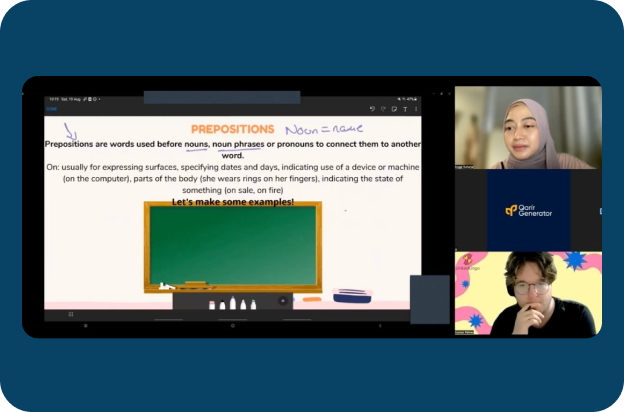 PREPOSITIONS Noun = name
Prepositions are words used before nouns, noun phrases or pronouns to connect them to another
word.
On: usually for expressing surfaces, specifying dates and days, indicating use of a device or machine
(on the computer), parts of the body (she wears rings on her fingers), indicating the state of
something (on sale, on fire)
Let's make some examples!
Qarir
Generator